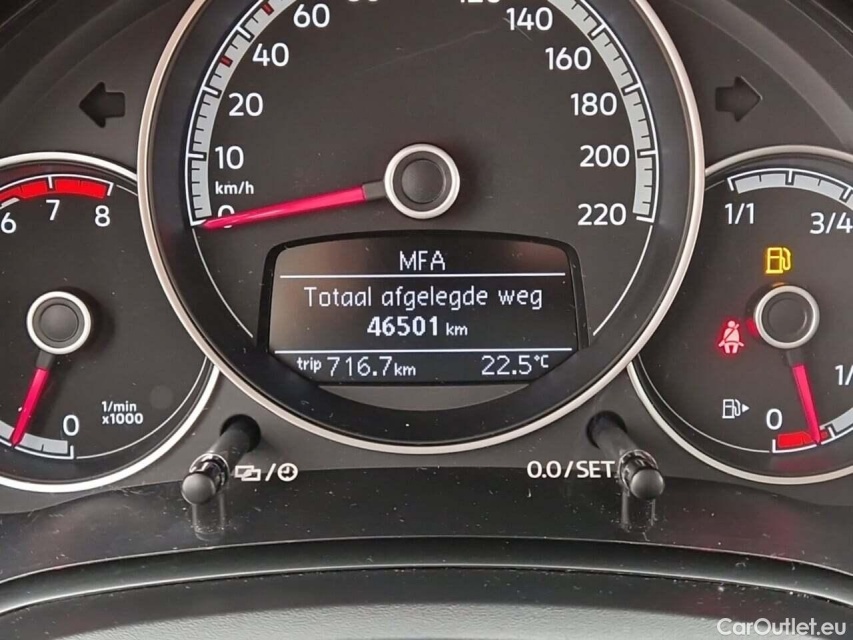 60
140
40
160
20
180
10
200
km/h
0
220
6 7 8
1/1 3/4
MFA
Totaal afgelegde weg
46501 km
trip 716.7 km 22.5°C
0
1/min
x1000
0
0.0/SET
CarOutlet.eu